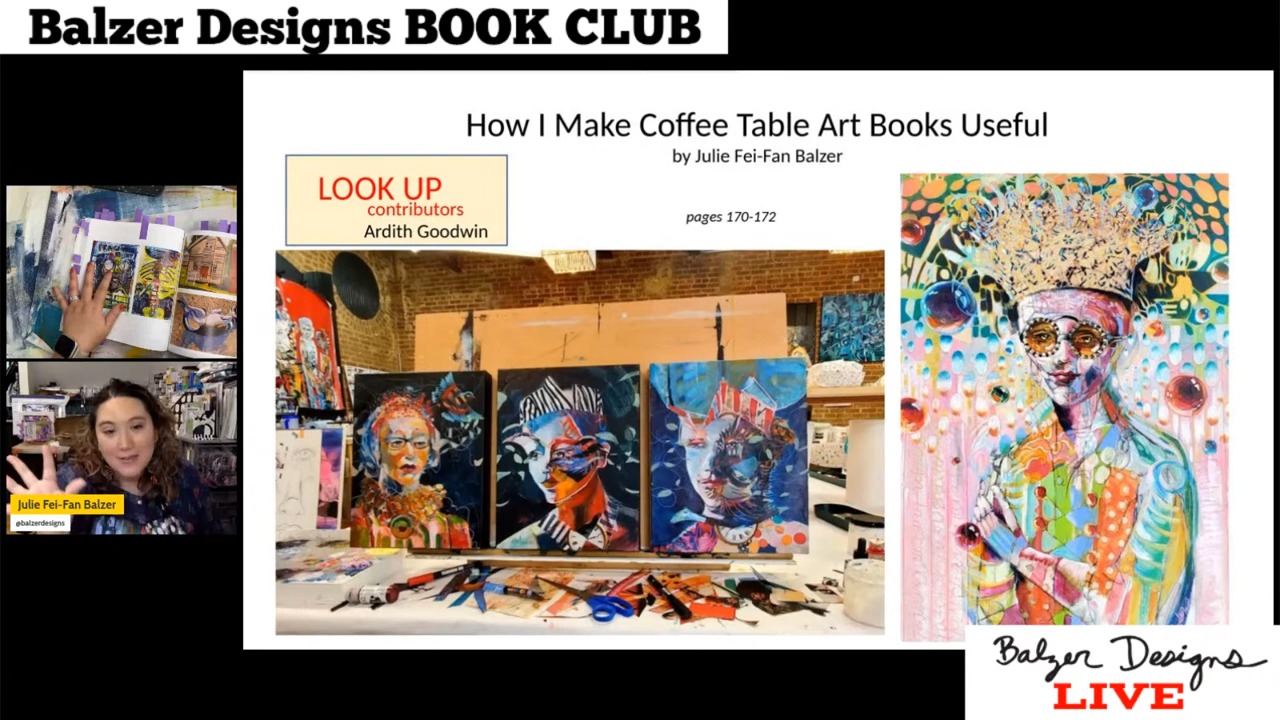 Balzer Designs BOOK CLUB
How I Make Coffee Table Art Books Useful
by Julie Fei-Fan Balzer
LOOK UP
contributors
Ardith Goodwin
pages 170-172
Julie Fei-Fan Balzer
@balzerdesigns
Balzer Designs
LIVE